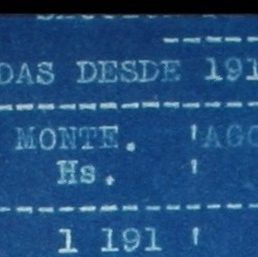 DAS DESDE 191
MONTE. 'AGO
Hs. '
1 191 '